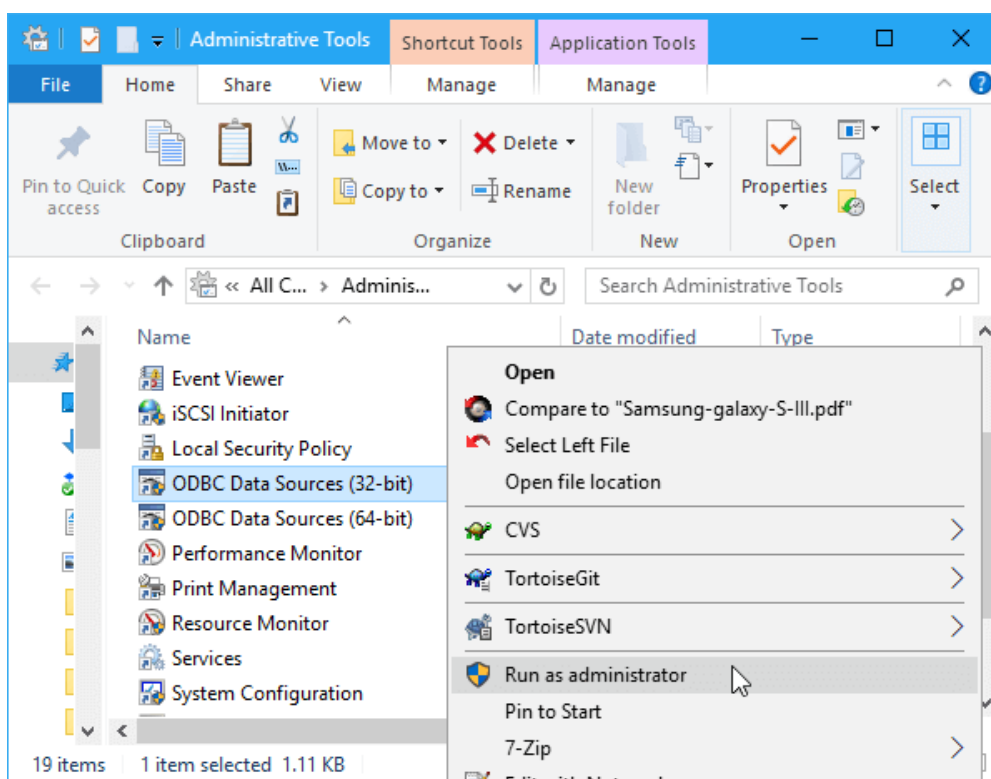 Administrative Tools
Shortcut Tools
Application Tools
File
Home
Share
View
Manage
Manage
Pin to Quick access
Copy
Paste
Move to
Copy to
Delete
Rename
New folder
Properties
Select
Clipboard
Organize
New
Open
« All C... › Adminis...
Search Administrative Tools
Name
Date modified
Type
Event Viewer
iSCSI Initiator
Local Security Policy
ODBC Data Sources (32-bit)
ODBC Data Sources (64-bit)
Performance Monitor
Print Management
Resource Monitor
Services
System Configuration
Open
Compare to "Samsung-galaxy-S-III.pdf"
Select Left File
Open file location
CVS
TortoiseGit
TortoiseSVN
Run as administrator
Pin to Start
7-Zip
19 items
1 item selected 1.11 KB